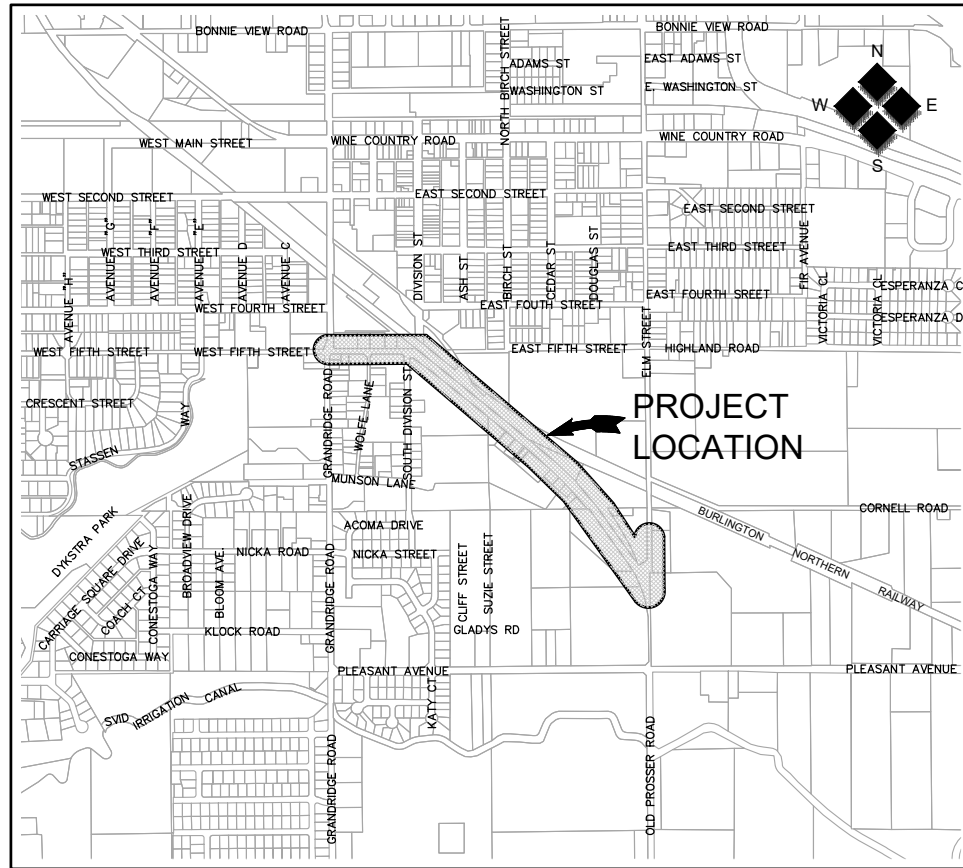 BONNIE VIEW ROAD
BONNIE VIEW ROAD
NORTH BIRCH STREET
ADAMS ST
EAST ADAMS ST
WASHINGTON ST
E. WASHINGTON ST
N
W
E
S
WEST MAIN STREET
WINE COUNTRY ROAD
WINE COUNTRY ROAD
WEST SECOND STREET
EAST SECOND STREET
EAST SECOND STREET
AVENUE "H"
AVENUE "G"
AVENUE "F"
AVENUE "E"
AVENUE D
AVENUE C
WEST THIRD STREET
DIVISION ST
ASH ST
BIRCH ST
CEDAR ST
DOUGLAS ST
EAST THIRD STREET
FIR AVENUE
VICTORIA CL
VICTORIA CL
ESPERANZA C
ESPERANZA D
WEST FOURTH STREET
EAST FOUTH STREET
EAST FOURTH SREET
ELM STREET
WEST FIFTH STREET
WEST FIFTH STREET
EAST FIFTH STREET
HIGHLAND ROAD
CRESCENT STREET
STASSEN
WAY
GRANDRIDGE ROAD
WOLFE LANE
SOUTH DIVISION ST
PROJECT
LOCATION
MUNSON LANE
DYKSTRA PARK
CARRIAGE SQUARE DRIVE
COACH CT
CONESTOGA WAY
BROADVIEW DRIVE
BLOOM AVE.
NICKA ROAD
ACOMA DRIVE
NICKA STREET
CLIFF STREET
SUZIE STREET
GLADYS RD
CORNELL ROAD
BURLINGTON
NORTHERN
RAILWAY
GRANDRIDGE ROAD
KLOCK ROAD
CONESTOGA WAY
PLEASANT AVENUE
PLEASANT AVENUE
KATY CT
SVID IRRIGATION CANAL
GRANDRIDGE ROAD
OLD PROSSER ROAD